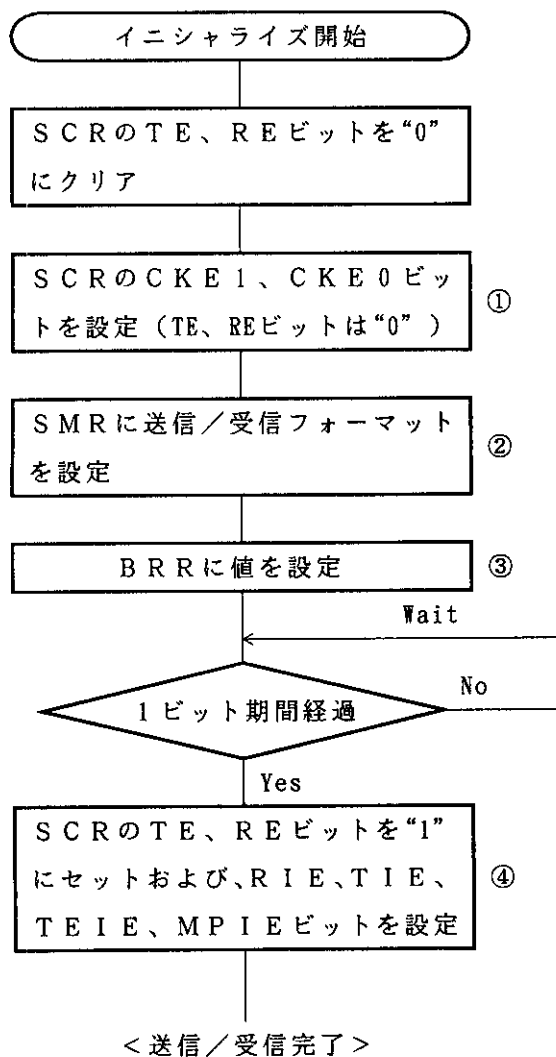 イニシャライズ開始
SCRのTE、REビットを“0”
にクリア
SCRのCKE1、CKE0ビッ
トを設定（TE、REビットは“0”）
①
SMRに送信／受信フォーマット
を設定
②
BRRに値を設定
③
Wait
1ビット期間経過
No
Yes
SCRのTE、REビットを“1”
にセットおよび、RIE、TIE、
TEIE、MPIEビットを設定
④
＜送信／受信完了＞